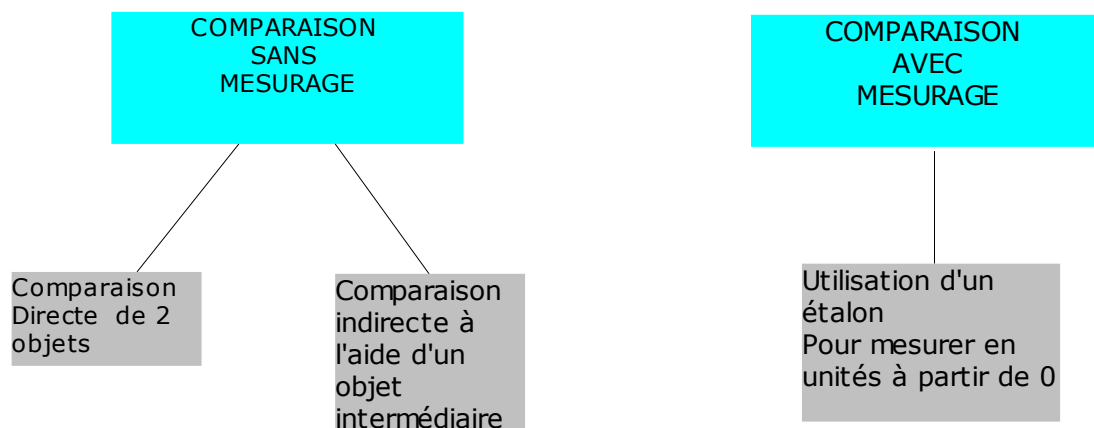 COMPARAISON
SANS
MESURAGE
COMPARAISON
AVEC
MESURAGE
Comparaison
Directe de 2
objets
Comparaison
indirecte à
l'aide d'un
objet
intermédiaire
Utilisation d'un
étalon
Pour mesurer en
unités à partir de 0